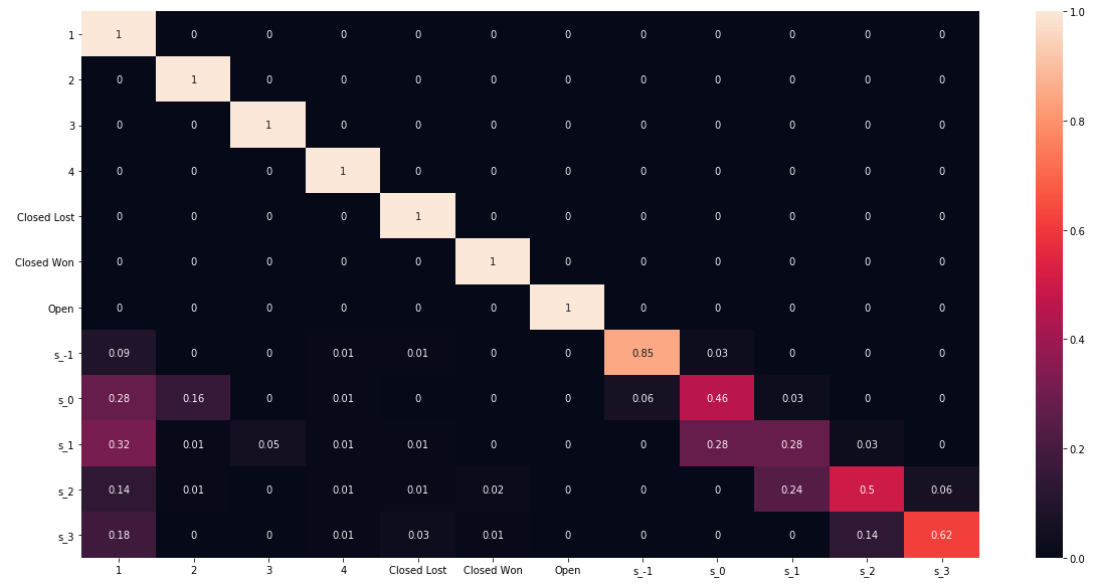 1 1 0 0 0 0 0 0 0 0 0 0 0
2 0 1 0 0 0 0 0 0 0 0 0 0
3 0 0 1 0 0 0 0 0 0 0 0 0
4 0 0 0 1 0 0 0 0 0 0 0 0
Closed Lost 0 0 0 0 1 0 0 0 0 0 0 0
Closed Won 0 0 0 0 0 1 0 0 0 0 0 0
Open 0 0 0 0 0 0 1 0 0 0 0 0
s_-1 0.09 0 0 0.01 0.01 0 0 0.85 0.03 0 0 0
s_0 0.28 0.16 0 0.01 0 0 0 0.06 0.46 0.03 0 0
s_1 0.32 0.01 0.05 0.01 0.01 0 0 0 0.28 0.28 0.03 0
s_2 0.14 0.01 0 0.01 0.01 0.02 0 0 0 0.24 0.5 0.06
s_3 0.18 0 0 0.01 0.03 0.01 0 0 0 0 0.14 0.62
1 2 3 4 Closed Lost Closed Won Open s_-1 s_0 s_1 s_2 s_3
1.0
0.8
0.6
0.4
0.2
0.0